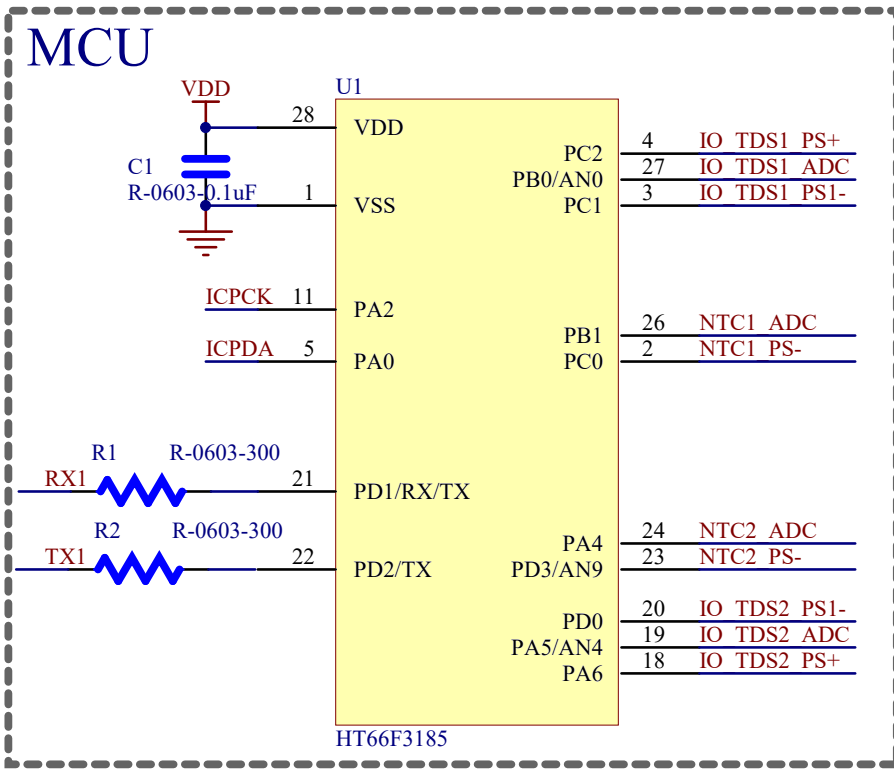 MCU
VDD
U1
28
VDD
C1
R-0603-0.1uF
1
VSS
ICPCK
11
PA2
ICPDA
5
PA0
R1
R-0603-300
RX1
21
PD1/RX/TX
R2
R-0603-300
TX1
22
PD2/TX
PC2
4
IO_TDS1_PS+
PB0/AN0
27
IO_TDS1_ADC
PC1
3
IO_TDS1_PS1-
PB1
26
NTC1_ADC
PC0
2
NTC1_PS-
PA4
24
NTC2_ADC
PD3/AN9
23
NTC2_PS-
PD0
20
IO_TDS2_PS1-
PA5/AN4
19
IO_TDS2_ADC
PA6
18
IO_TDS2_PS+
HT66F3185